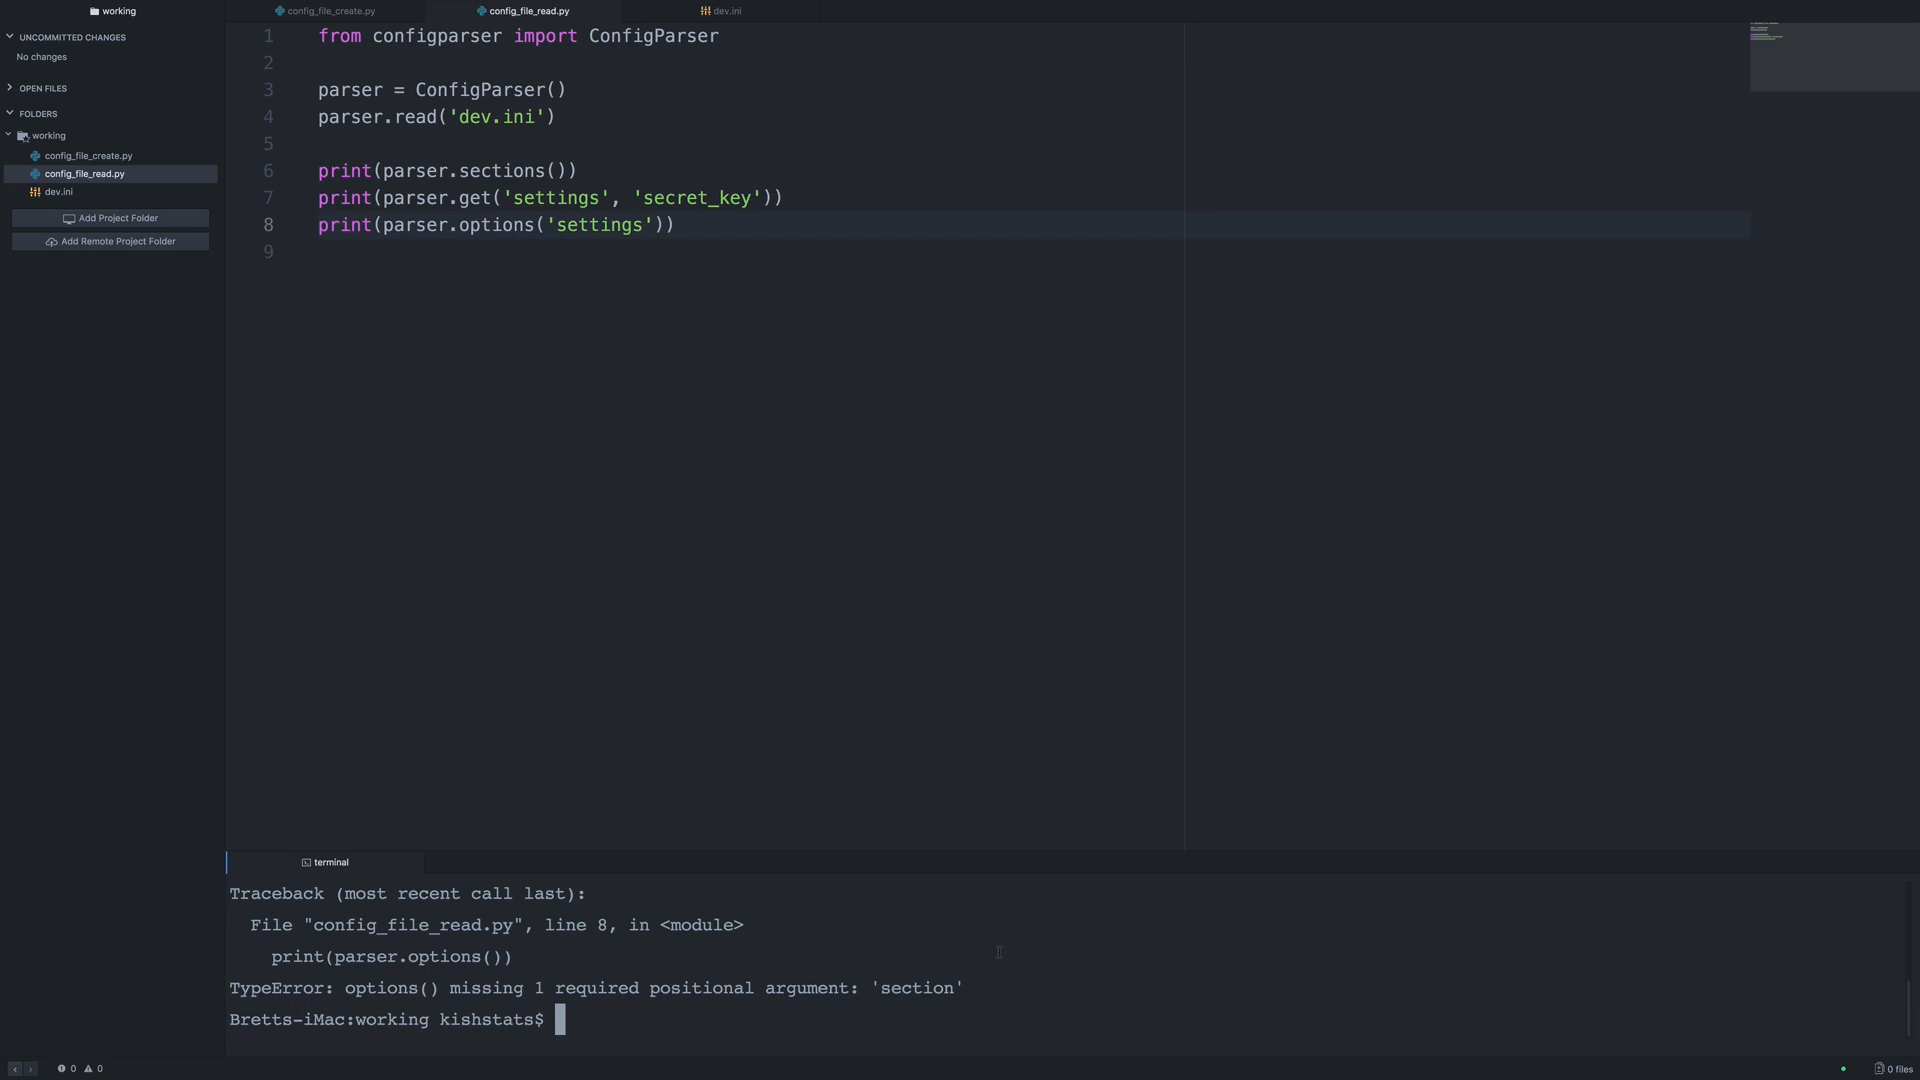 working
UNCOMMITTED CHANGES
No changes
OPEN FILES
FOLDERS
working
config_file_create.py
config_file_read.py
dev.ini
Add Project Folder
Add Remote Project Folder
config_file_create.py
config_file_read.py
dev.ini
1 from configparser import ConfigParser
2
3 parser = ConfigParser()
4 parser.read('dev.ini')
5
6 print(parser.sections())
7 print(parser.get('settings', 'secret_key'))
8 print(parser.options('settings'))
9
terminal
Traceback (most recent call last):
File "config_file_read.py", line 8, in <module>
print(parser.options())
TypeError: options() missing 1 required positional argument: 'section'
Bretts-iMac:working kishstats$
0 0
0 files